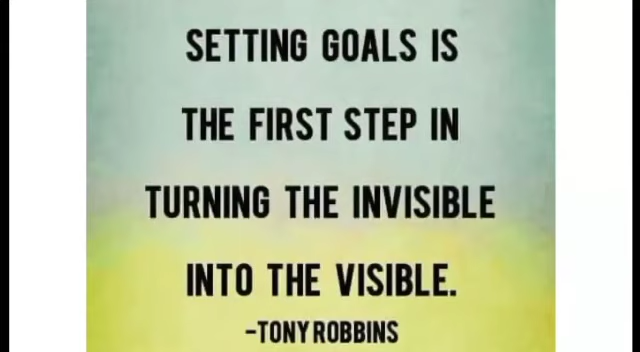 SETTING GOALS IS
THE FIRST STEP IN
TURNING THE INVISIBLE
INTO THE VISIBLE.
-TONY ROBBINS